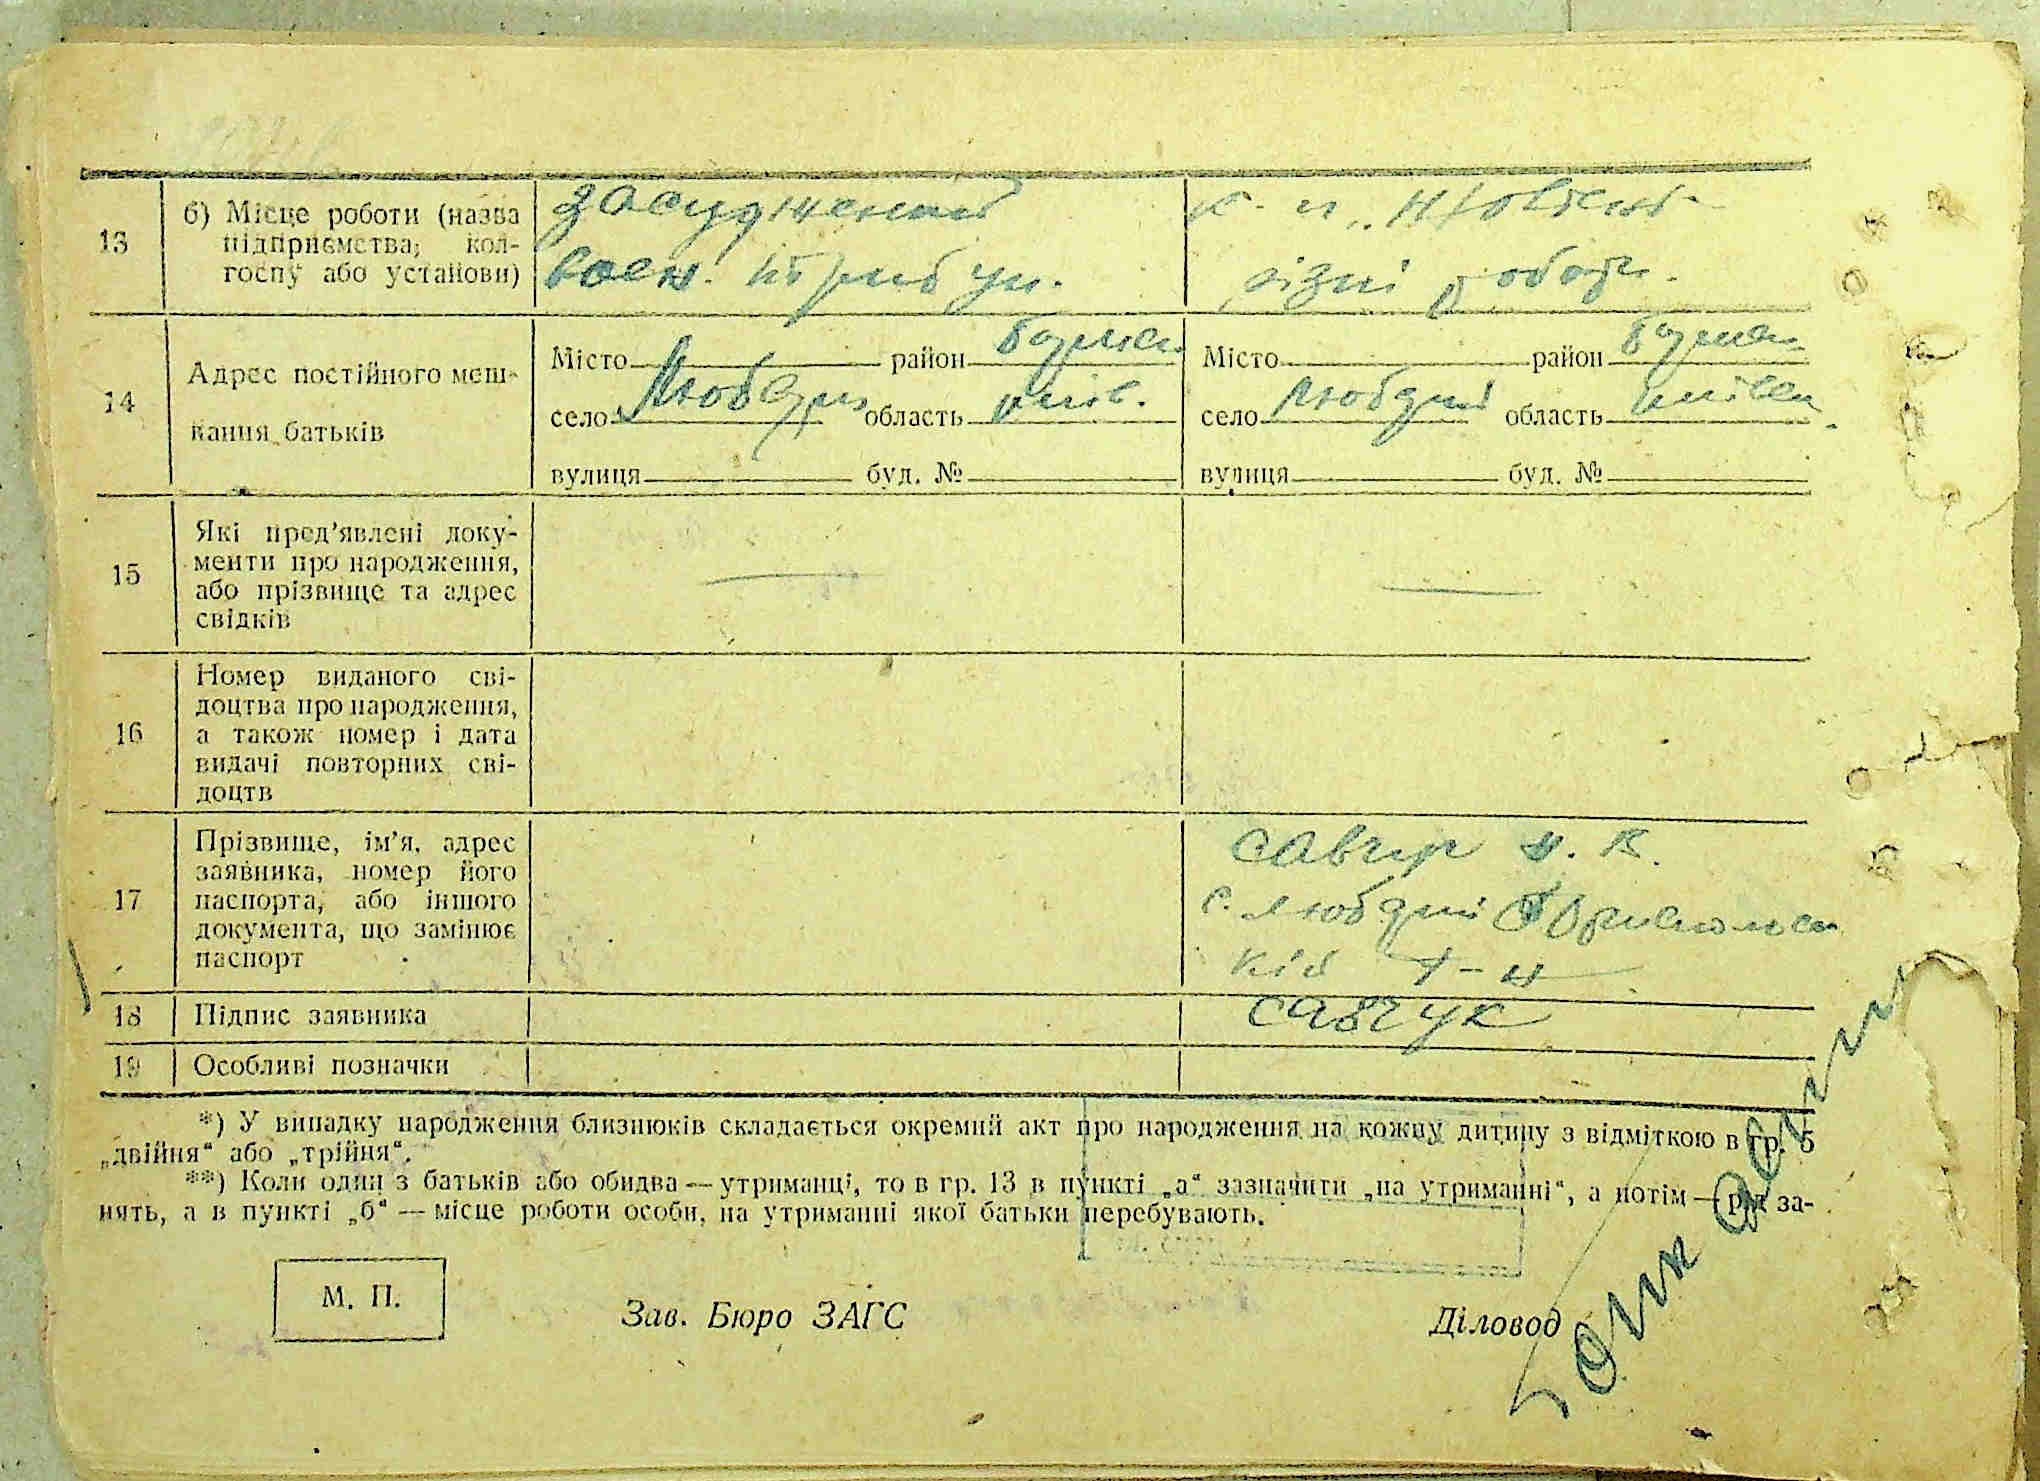 13
б) Місце роботи (назва
підприємства; кол-
госпу або установи)
засуджений
воен. трибун.
к-п „Жовтень
різні роботи.
14
Адрес постійного меш-
кання батьків
Місто район
село Любарці область київ.
вулиця буд. №
Місто район
село область
вулиця буд. №
15
Які пред’явлені доку-
менти про народження,
або прізвище та адрес
свідків
16
Номер виданого сві-
доцтва про народження,
а також номер і дата
видачі повторних сві-
доцтв
17
Прізвище, ім’я, адрес
заявника, номер його
паспорта, або іншого
документа, що замінює
паспорт
Савчук
с.
кій р-н
18
Підпис заявника
Савчук
19
Особливі позначки
*) У випадку народження близнюків складається окремий акт про народження на кожну дитину з відміткою в гр. 5
„двійня“ або „трійня“.
**) Коли один з батьків або обидва — утриманці, то в гр. 13 в пункті „а“ зазначити „на утриманні“, а потім — рід за-
нять, а в пункті „б“ — місце роботи особи, на утриманні якої батьки перебувають.
М. П.
Зав. Бюро ЗАГС
Діловод